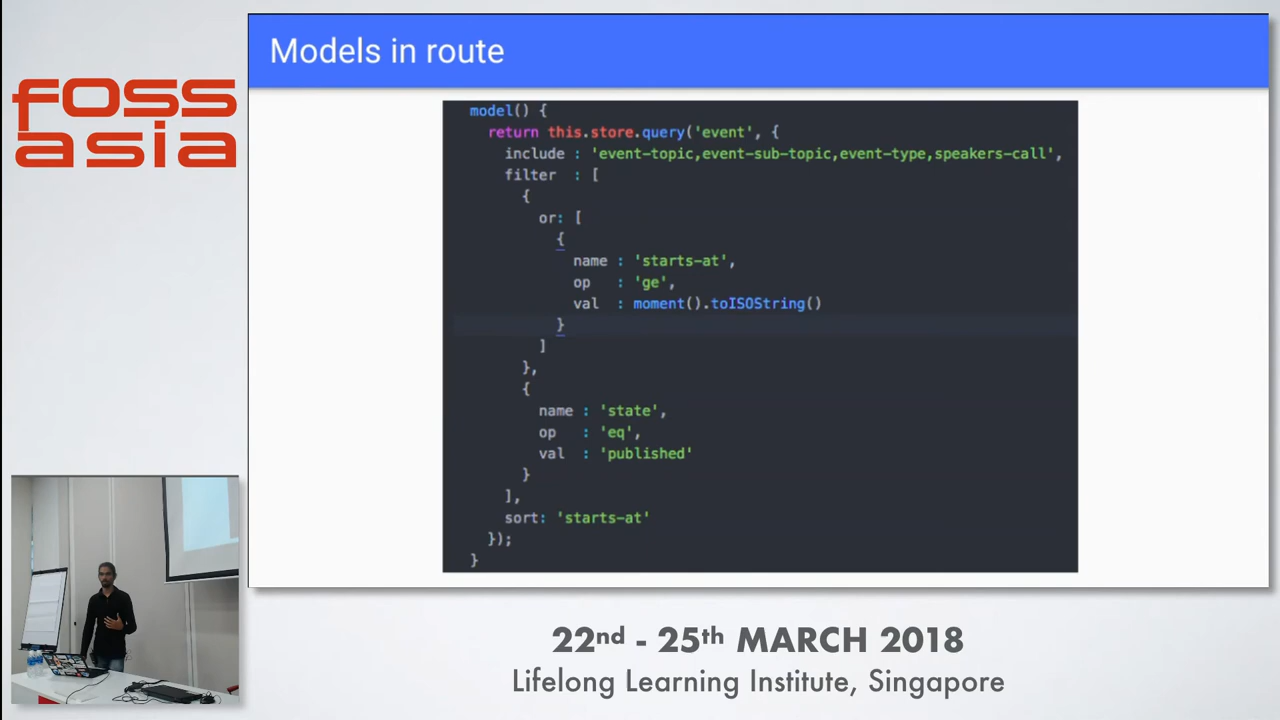 foss
asia
Models in route
model() {
return this.store.query('event', {
include : 'event-topic,event-sub-topic,event-type,speakers-call',
filter : [
{
or: [
{
name : 'starts-at',
op : 'ge',
val : moment().toISOString()
}
]
},
{
name : 'state',
op : 'eq',
val : 'published'
}
],
sort: 'starts-at'
});
}
22nd - 25th MARCH 2018
Lifelong Learning Institute, Singapore